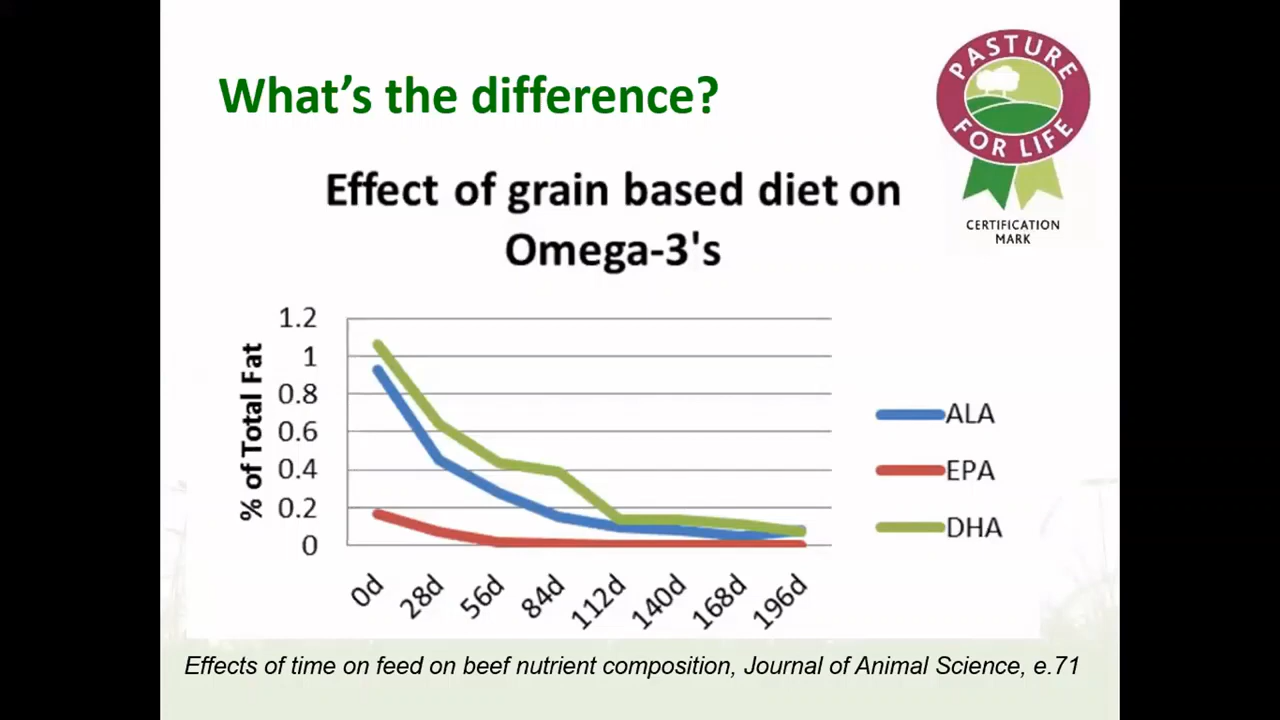 What's the difference?
PASTURE
FOR LIFE
CERTIFICATION
MARK
Effect of grain based diet on
Omega-3's
% of Total Fat
1.2
1
0.8
0.6
0.4
0.2
0
0d
28d
56d
84d
112d
140d
168d
196d
ALA
EPA
DHA
Effects of time on feed on beef nutrient composition, Journal of Animal Science, e.71